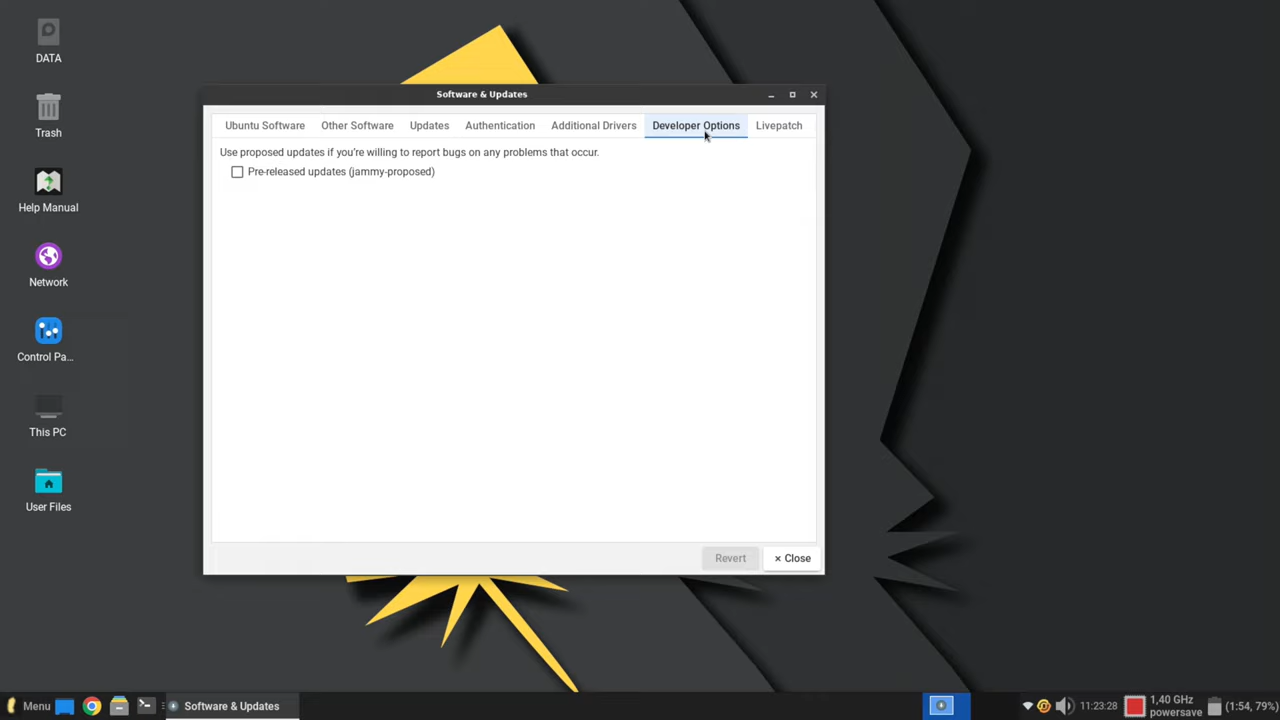 DATA
Trash
Help Manual
Network
Control Pa...
This PC
User Files
Software & Updates
Ubuntu Software
Other Software
Updates
Authentication
Additional Drivers
Developer Options
Livepatch
Use proposed updates if you're willing to report bugs on any problems that occur.
Pre-released updates (jammy-proposed)
Revert
× Close
Menu
Software & Updates
11:23:28
1,40 GHz
powersave
(1:54, 79%)